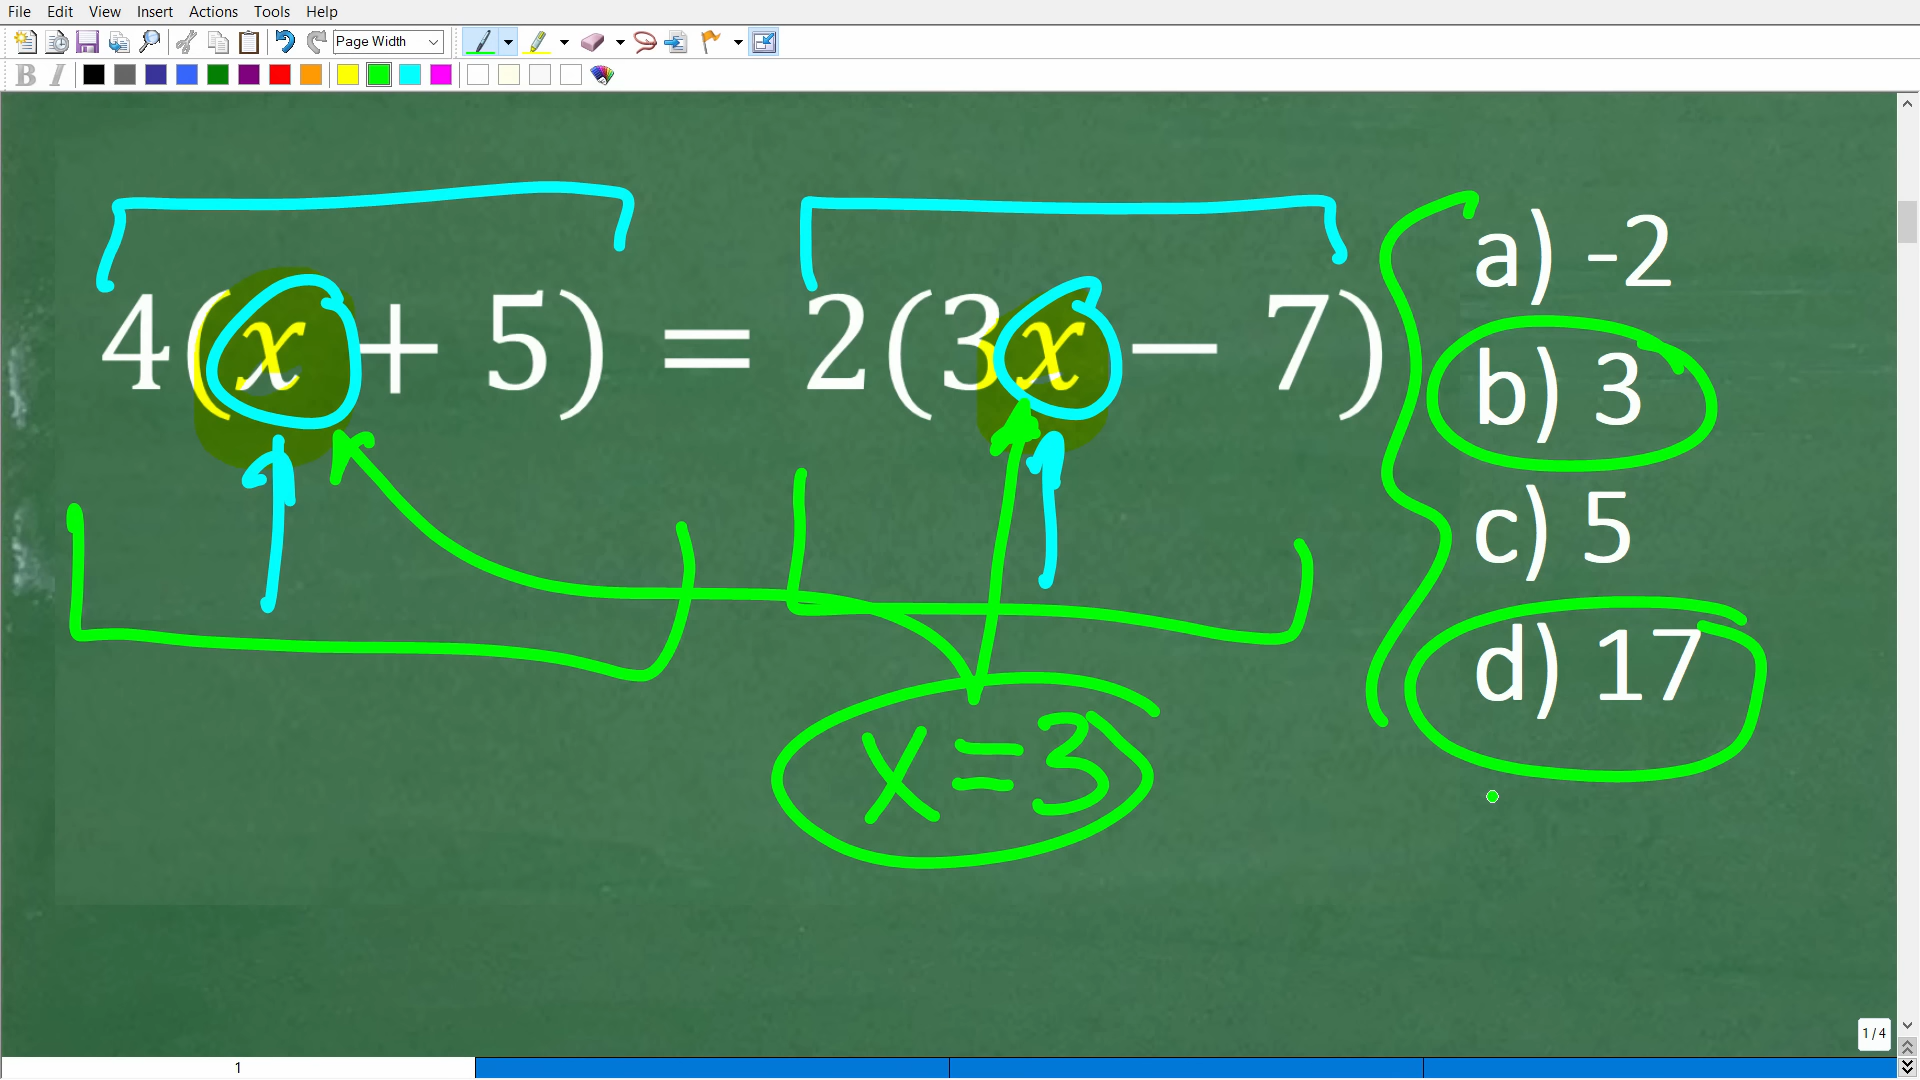 File Edit View Insert Actions Tools Help
Page Width
B I
4(x + 5) = 2(3x − 7)
a) -2
b) 3
c) 5
d) 17
x = 3
1 / 4
1